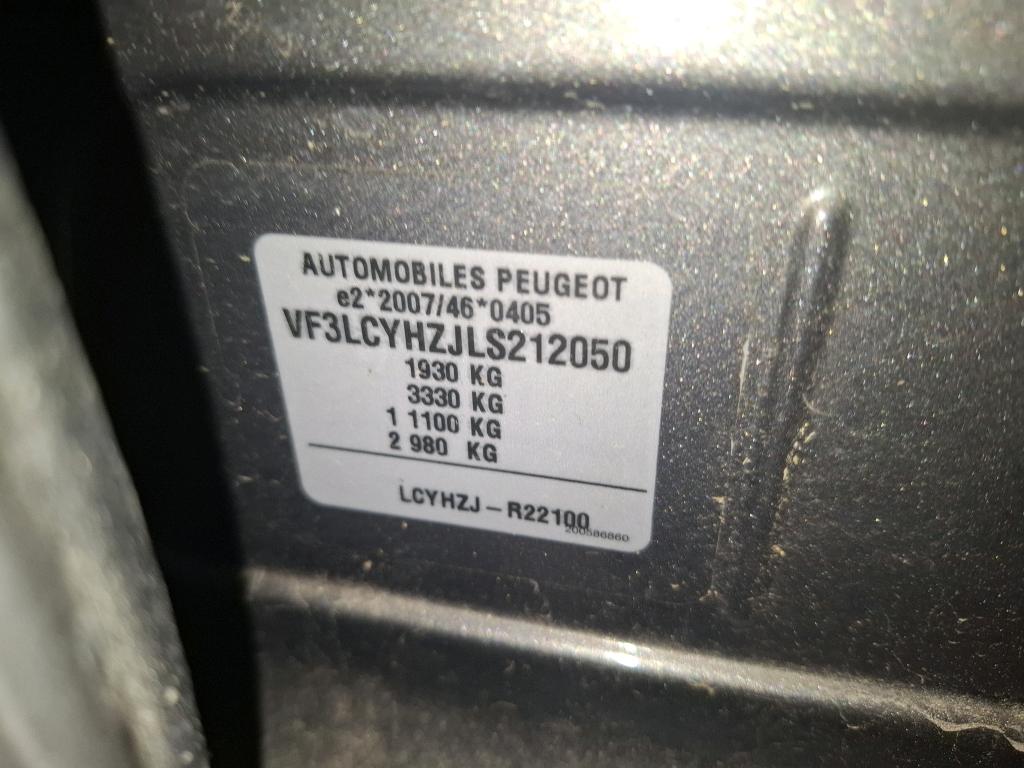 AUTOMOBILES PEUGEOT
e2*2007/46*0405
VF3LCYHZJLS212050
1930 KG
3330 KG
1 1100 KG
2 980 KG
LCYHZJ – R22100
200586860